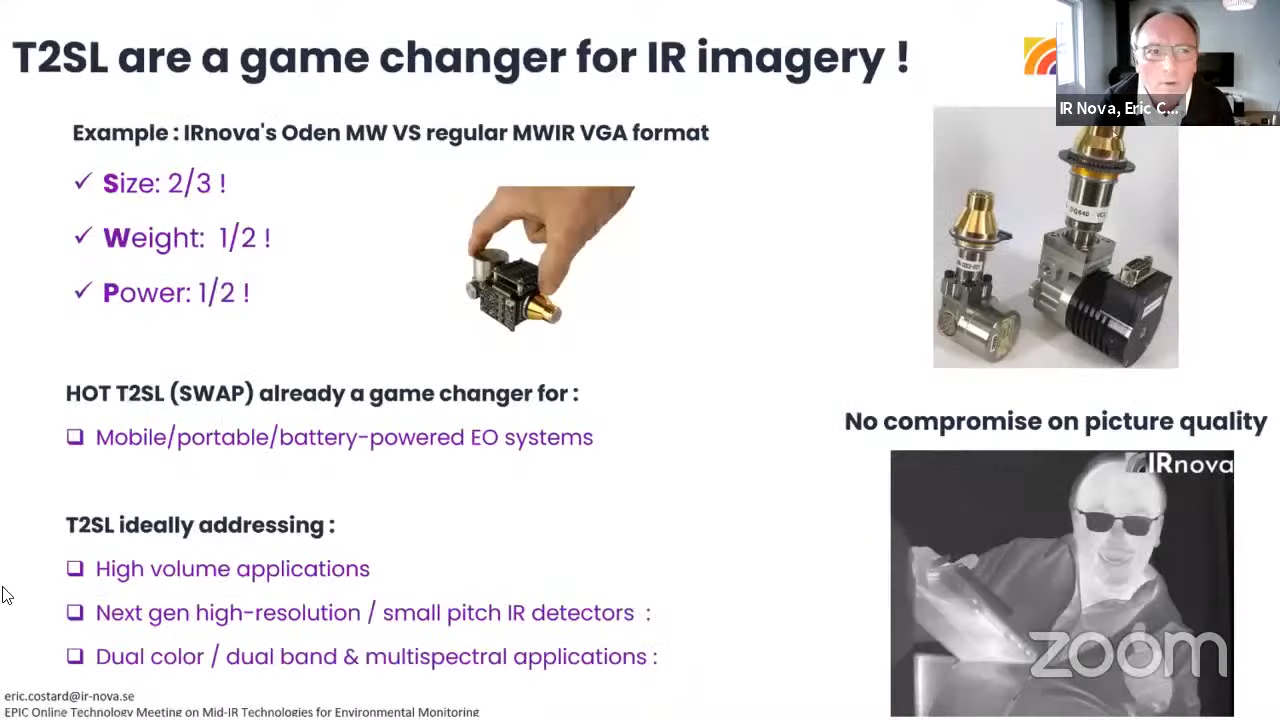 T2SL are a game changer for IR imagery !
IR Nova, Eric C...
Example : IRnova's Oden MW VS regular MWIR VGA format
✓ Size: 2/3 !
✓ Weight: 1/2 !
✓ Power: 1/2 !
DQ640
HOT T2SL (SWAP) already a game changer for :
❑ Mobile/portable/battery-powered EO systems
No compromise on picture quality
IRnova
T2SL ideally addressing :
❑ High volume applications
❑ Next gen high-resolution / small pitch IR detectors :
❑ Dual color / dual band & multispectral applications :
zoom
eric.costard@ir-nova.se
EPIC Online Technology Meeting on Mid-IR Technologies for Environmental Monitoring